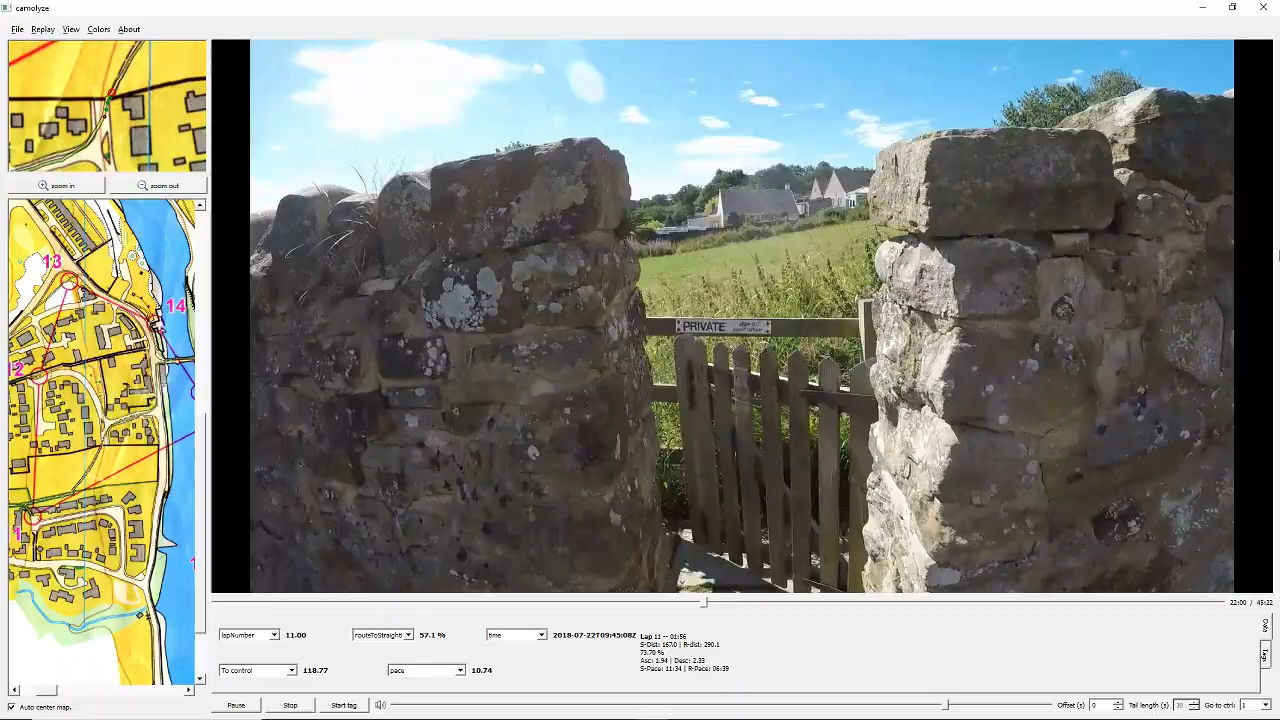 camolyze
File Replay View Colors About
zoom in zoom out
13
14
12
1
PRIVATE
22:00 / 45:22
lapNumber 11.00 routeToStraightl 57.1 % time 2018-07-22T09:45:08Z
To control 118.77 pace 10.74
Lap 11 -- 01:56
S-Dist: 167.0 | R-dist: 290.1
73.70 %
Asc: 1.94 | Desc: 2.33
S-Pace: 11:34 | R-Pace: 06:39
Tags
Auto center map.
Pause Stop Start tag Offset (s) 0 Tail length (s) 30 Go to ctrl: 1